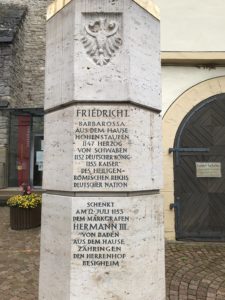 FRIEDRICH I.
BARBAROSSA
AUS DEM HAUSE
HOHENSTAUFEN
1147 HERZOG
VON SCHWABEN
1152 DEUTSCHER KÖNIG
1155 KAISER
DES HEILIGEN
RÖMISCHEN REICHS
DEUTSCHER NATION
SCHENKT
AM 12. JULI 1153
DEM MARKGRAFEN
HERMANN III.
VON BADEN
AUS DEM HAUSE
ZÄHRINGEN
DEN HERRENHOF
BESIGHEIM